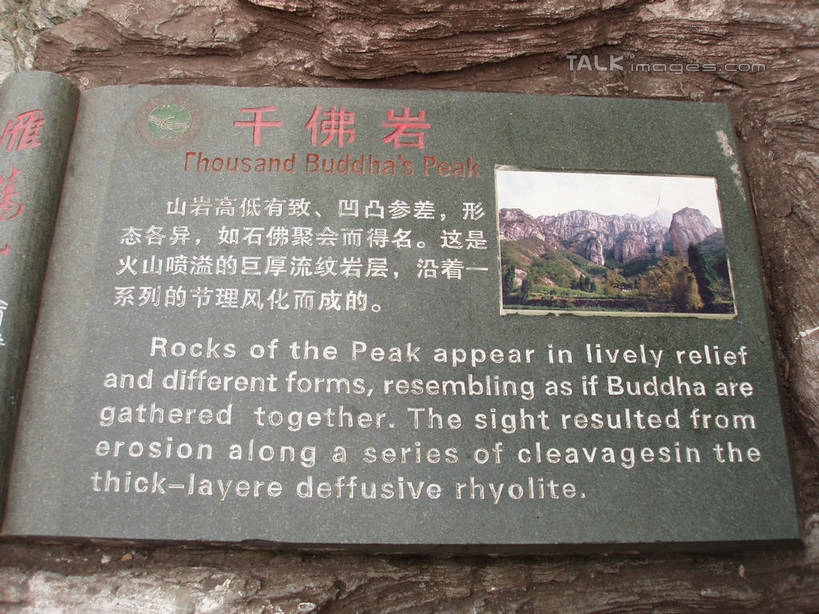 TALKimages.com
雁
荡
千佛岩
Thousand Buddha's Peak
山岩高低有致、凹凸参差，形
态各异，如石佛聚会而得名。这是
火山喷溢的巨厚流纹岩层，沿着一
系列的节理风化而成的。
Rocks of the Peak appear in lively relief
and different forms, resembling as if Buddha are
gathered together. The sight resulted from
erosion along a series of cleavagesin the
thick-layere deffusive rhyolite.